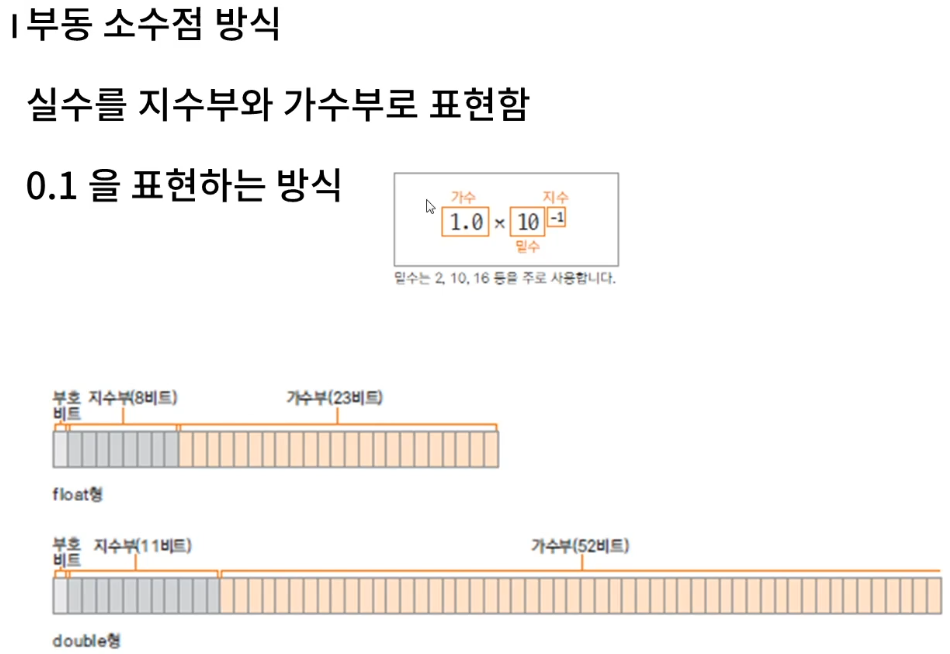 | 부동 소수점 방식
실수를 지수부와 가수부로 표현함
0.1 을 표현하는 방식
가수 지수
1.0 × 10 -1
밑수
밑수는 2, 10, 16 등을 주로 사용합니다.
부호 지수부(8비트) 가수부(23비트)
비트
float형
부호 지수부(11비트) 가수부(52비트)
비트
double형